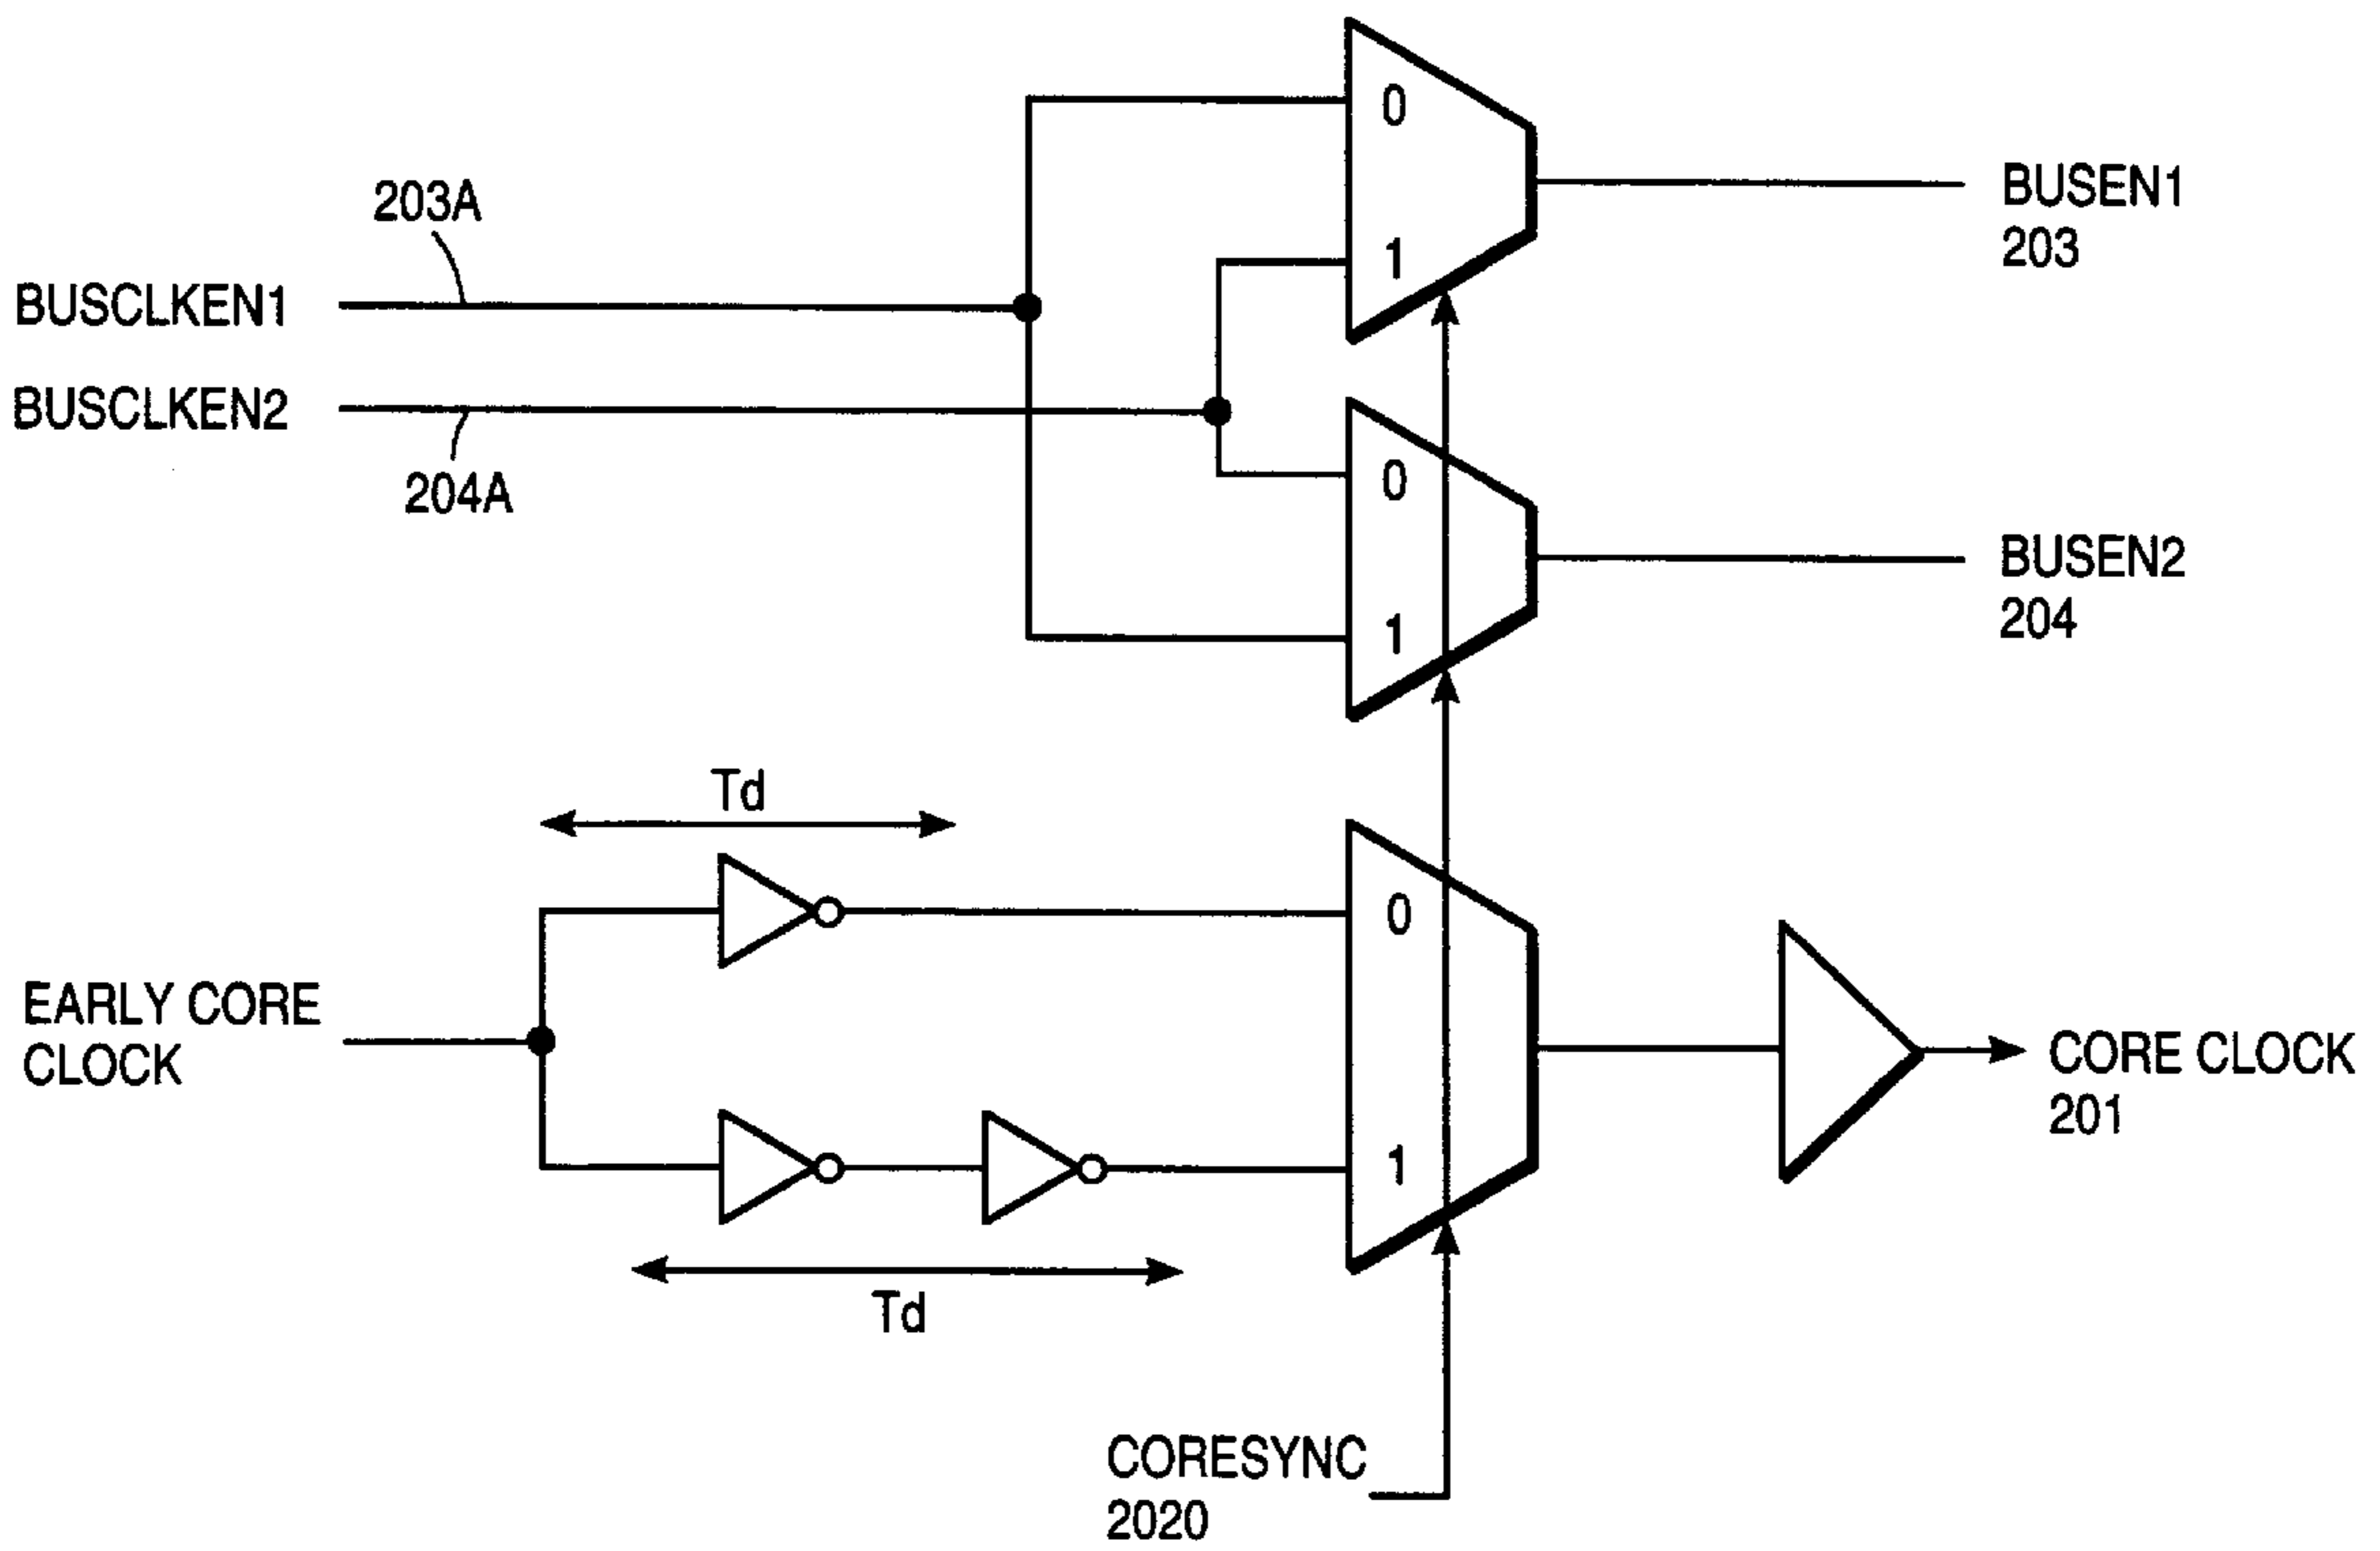 0
1
BUSEN1
203
203A
BUSCLKEN1
BUSCLKEN2
204A
0
1
BUSEN2
204
Td
0
1
EARLY CORE
CLOCK
CORE CLOCK
201
Td
CORESYNC
2020